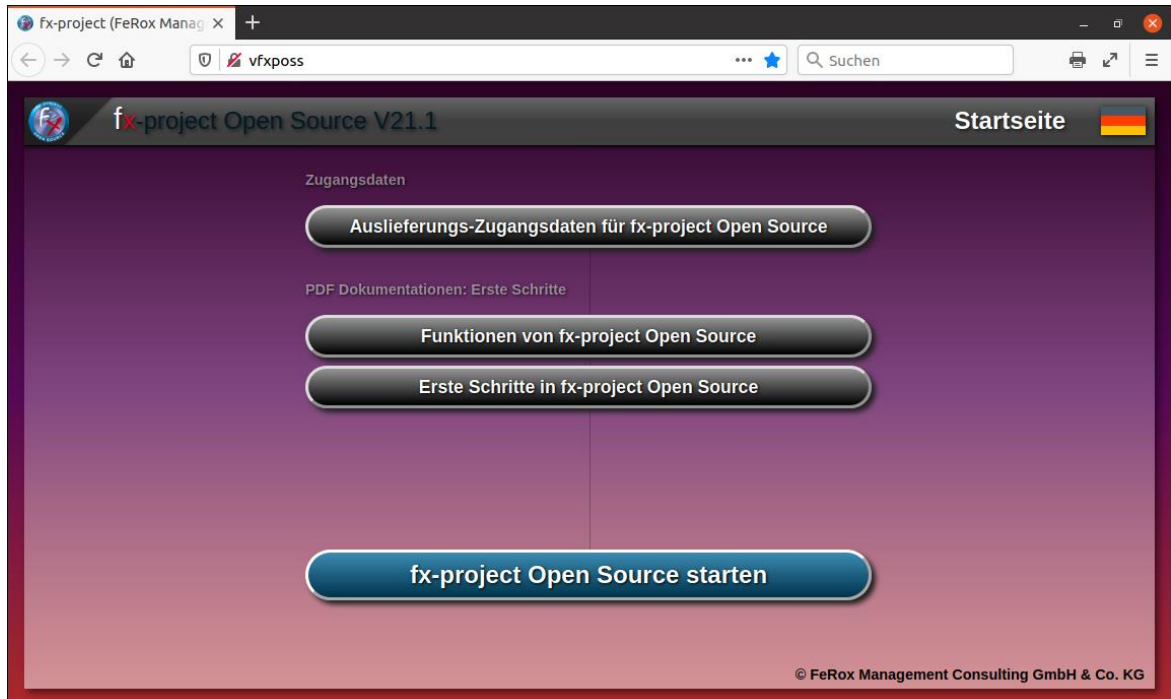 fx-project (FeRox Manag
vfxposs
Suchen
fx-project Open Source V21.1
Startseite
Zugangsdaten
Auslieferungs-Zugangsdaten für fx-project Open Source
PDF Dokumentationen: Erste Schritte
Funktionen von fx-project Open Source
Erste Schritte in fx-project Open Source
fx-project Open Source starten
© FeRox Management Consulting GmbH & Co. KG